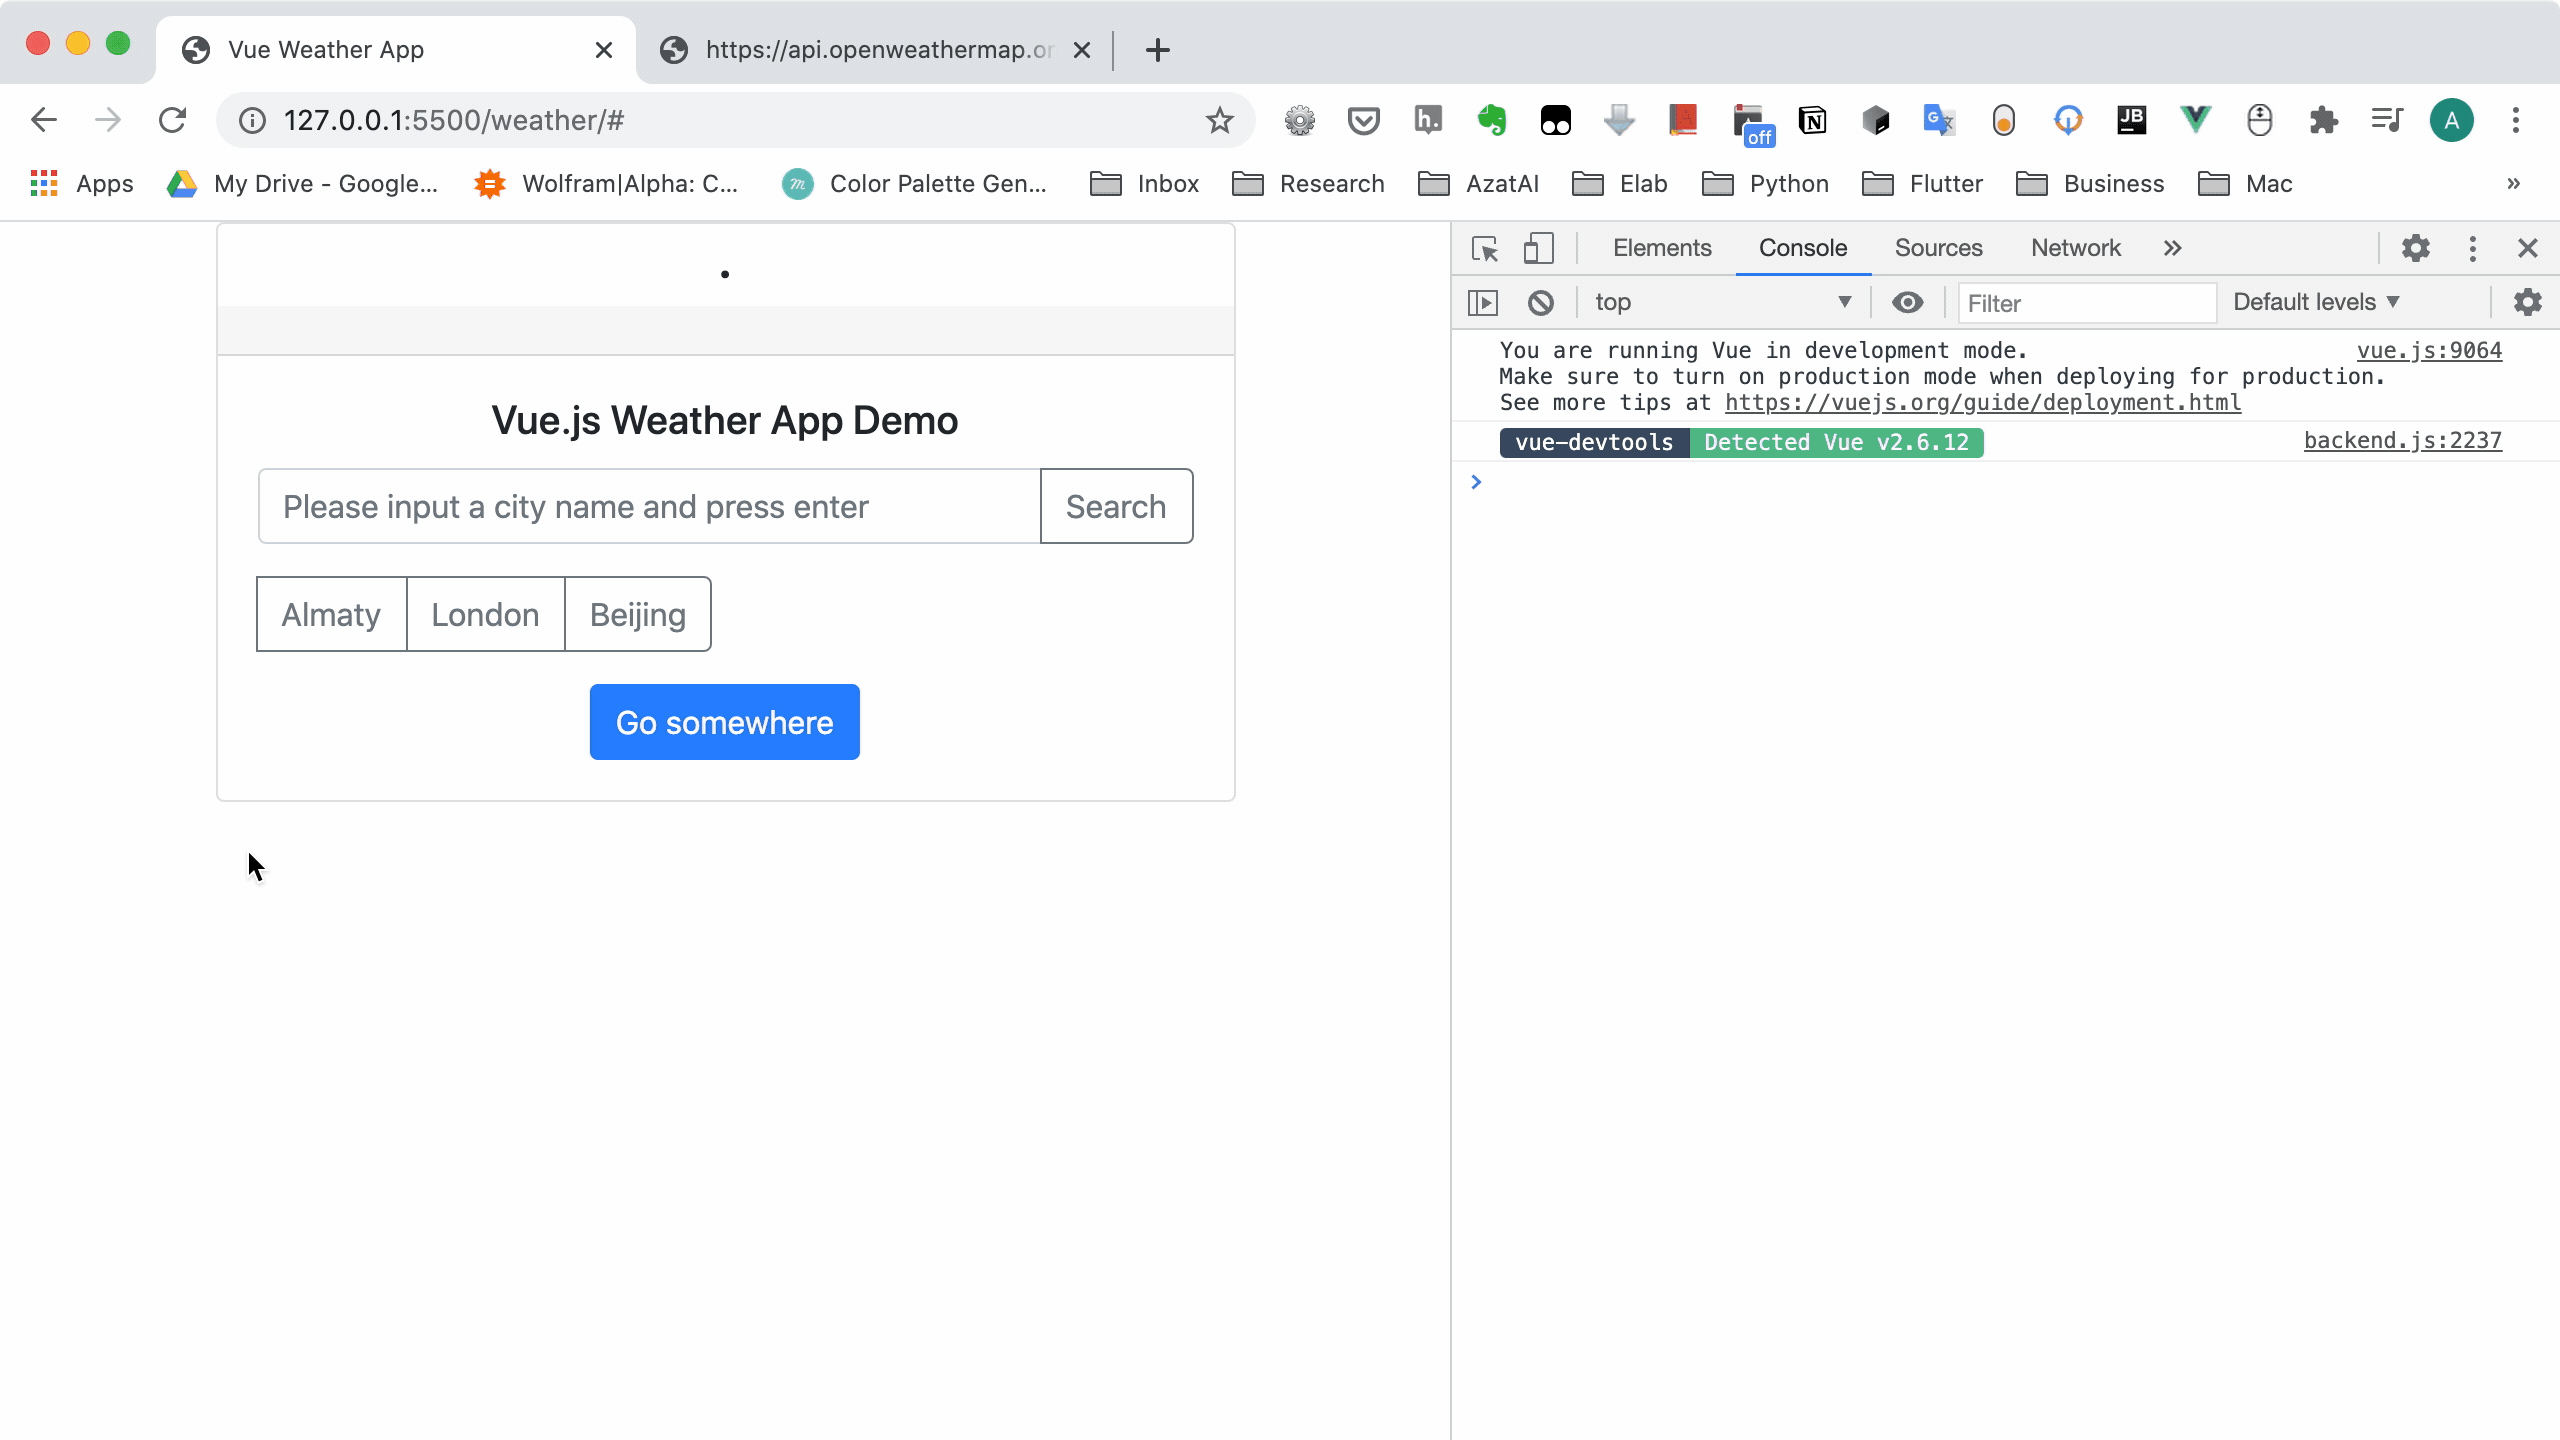 Vue Weather App
https://api.openweathermap.or
127.0.0.1:5500/weather/#
h.
off
N
G
JB
A
Apps
My Drive - Google...
Wolfram|Alpha: C...
m
Color Palette Gen...
Inbox
Research
AzatAI
Elab
Python
Flutter
Business
Mac
»
.
Vue.js Weather App Demo
Please input a city name and press enter
Search
Almaty
London
Beijing
Go somewhere
Elements
Console
Sources
Network
»
top
Filter
Default levels ▼
You are running Vue in development mode. vue.js:9064
Make sure to turn on production mode when deploying for production.
See more tips at https://vuejs.org/guide/deployment.html
vue-devtools Detected Vue v2.6.12 backend.js:2237